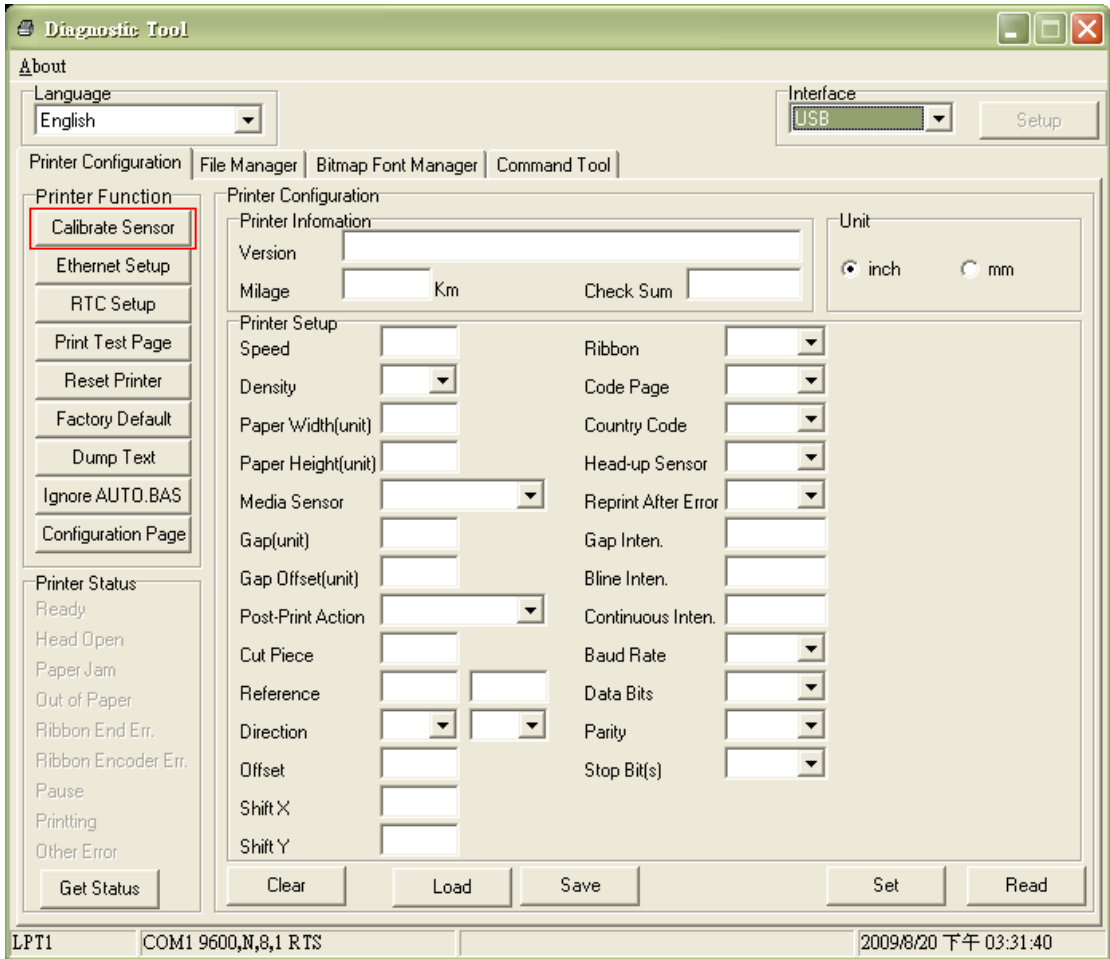 Diagnostic Tool
About
Language
English
Interface
USB
Setup
Printer Configuration
File Manager
Bitmap Font Manager
Command Tool
Printer Function
Calibrate Sensor
Ethernet Setup
RTC Setup
Print Test Page
Reset Printer
Factory Default
Dump Text
Ignore AUTO.BAS
Configuration Page
Printer Status
Ready
Head Open
Paper Jam
Out of Paper
Ribbon End Err.
Ribbon Encoder Err.
Pause
Printting
Other Error
Get Status
Printer Configuration
Printer Infomation
Version
Milage
Km
Check Sum
Unit
inch
mm
Printer Setup
Speed
Density
Paper Width(unit)
Paper Height(unit)
Media Sensor
Gap(unit)
Gap Offset(unit)
Post-Print Action
Cut Piece
Reference
Direction
Offset
Shift X
Shift Y
Ribbon
Code Page
Country Code
Head-up Sensor
Reprint After Error
Gap Inten.
Bline Inten.
Continuous Inten.
Baud Rate
Data Bits
Parity
Stop Bit(s)
Clear
Load
Save
Set
Read
LPT1
COM1 9600,N,8,1 RTS
2009/8/20 下午 03:31:40